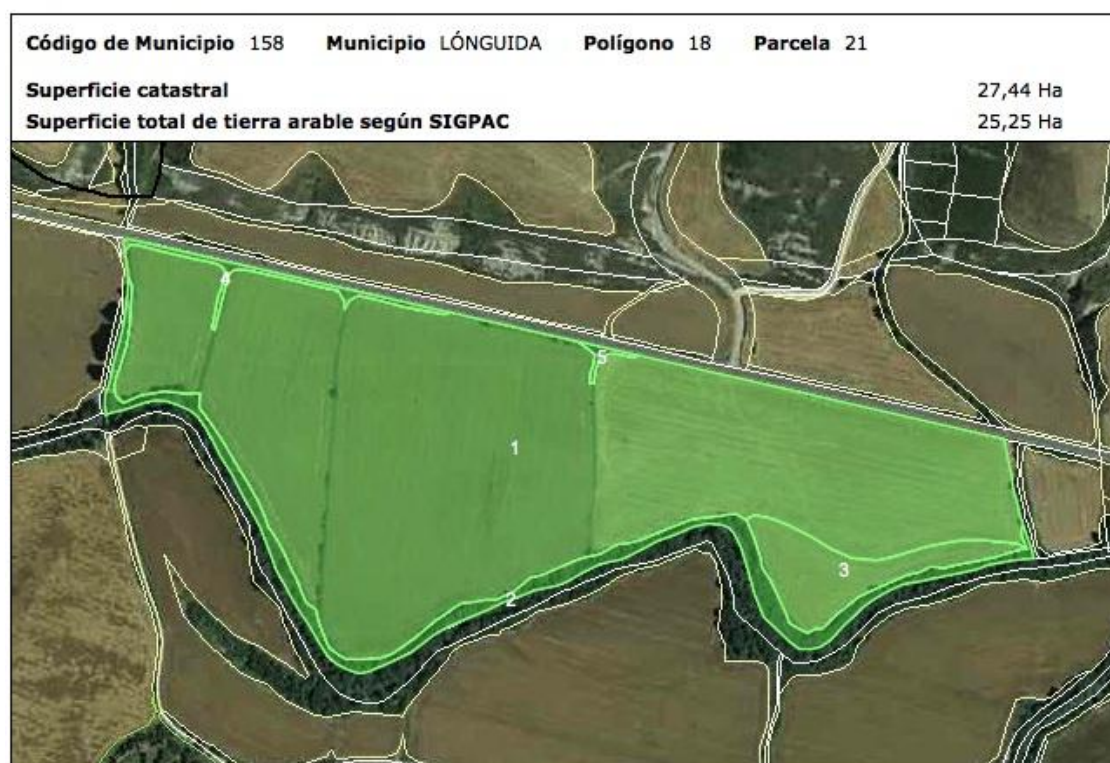 Código de Municipio 158 Municipio LÓNGUIDA Polígono 18 Parcela 21
Superficie catastral 27,44 Ha
Superficie total de tierra arable según SIGPAC 25,25 Ha
4
5
1
3
2